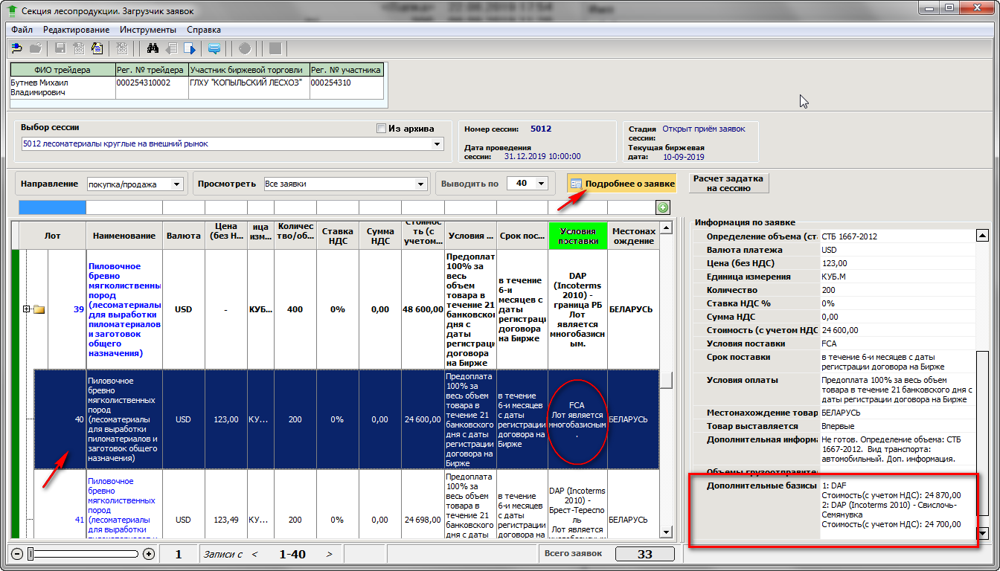 Секция лесопродукции. Загрузчик заявок
Файл Редактирование Инструменты Справка
ФИО трейдера Рег. № трейдера Участник биржевой торговли Рег. № участника
Бутнев Михаил Владимирович 000254310002 ГЛХУ "КОПЫЛЬСКИЙ ЛЕСХОЗ" 000254310
Выбор сессии
Из архива
5012 лесоматериалы круглые на внешний рынок
Номер сессии: 5012
Дата проведения
сессии: 31.12.2019 10:00:00
Стадия Открыт приём заявок
сессии:
Текущая биржевая
дата: 10-09-2019
Направление покупка/продажа
Просмотреть Все заявки
Выводить по 40
Подробнее о заявке
Расчет задатка
на сессию
Лот
Наименование
Валюта
Цена
(без Н...
ица
изм...
Количес
тво/об...
Ставка
НДС
Сумма
НДС
Стоимос
ть (с
учетом...
Условия ...
Срок пос...
Условия
поставки
Местонах
ождение
39
Пиловочное
бревно
мягколиственных
пород
(лесоматериалы
для выработки
пиломатериалов
и заготовок
общего
назначения)
USD
-
КУБ...
400
0%
0,00
48 600,00
Предоплат
100% за
весь
объем
товара в
течение 21
банковског
дня с
даты
регистраци
договора
на Бирже
в течение
6-и
месяцев с
даты
регистраци
договора
на Бирже
DAP
(Incoterms
2010) -
граница РБ
Лот
является
многобазисн
ым.
БЕЛАРУСЬ
40
Пиловочное
бревно
мягколиственных
пород
(лесоматериалы
для выработки
пиломатериалов и
заготовок общего
назначения)
USD
123,00
КУ...
200
0%
0,00
24 600,00
Предоплата
100% за
весь объем
товара в
течение 21
банковского
дня с даты
регистрации
договора на
Бирже
в течение
6-и месяцев
с даты
регистрации
договора на
Бирже
FCA
Лот является
многобазисным
.
БЕЛАРУСЬ
41
Пиловочное
бревно
мягколиственных
пород
(лесоматериалы
для выработки
USD
123,49
КУ...
200
0%
0,00
24 698,00
Предоплата
100% за
весь объем
товара в
течение 21
банковского
дня с даты
в течение
6-и месяцев
с даты
регистрации
договора на
Бирже
DAP (Incoterms
2010) -
Брест-Тереспо
ль
Лот является
БЕЛАРУСЬ
Информация по заявке
Определение объема (ст СТБ 1667-2012
Валюта платежа USD
Цена (без НДС) 123,00
Единица измерения КУБ.М
Количество 200
Ставка НДС % 0%
Сумма НДС 0,00
Стоимость (с учетом НДС 24 600,00
Условия поставки FCA
Срок поставки в течение 6-и месяцев с даты
регистрации договора на Бирже
Условия оплаты Предоплата 100% за весь объем
товара в течение 21 банковского дня с
даты регистрации договора на Бирже
Местонахождение товар БЕЛАРУСЬ
Товар выставляется Впервые
Дополнительная информа Не готов. Определение объема: СТБ
1667-2012. Вид транспорта:
автомобильный. Доп. информация.
Объемы грузоотправите
Дополнительные базисы 1: DAF
Стоимость(с учетом НДС): 24 870,00
2: DAP (Incoterms 2010) - Свислочь-
Семянувка
Стоимость(с учетом НДС): 24 700,00
1 Записи с < 1-40 > Всего заявок 33